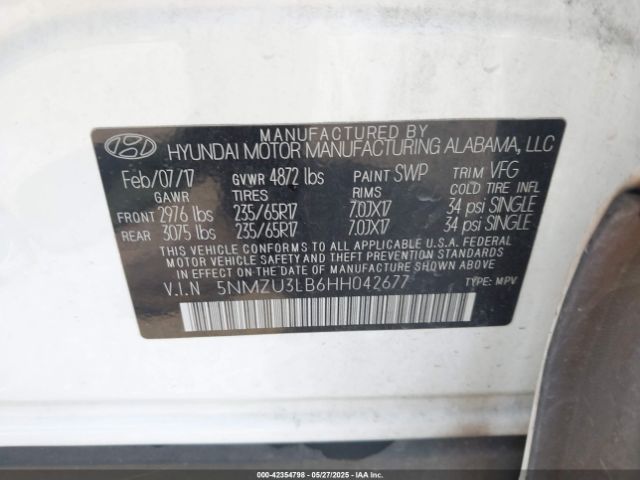 MANUFACTURED BY
HYUNDAI MOTOR MANUFACTURING ALABAMA, LLC
Feb/07/17 GVWR 4872 lbs PAINT SWP TRIM VFG
GAWR TIRES RIMS COLD TIRE INFL
FRONT 2976 lbs 235/65R17 7.0JX17 34 psi SINGLE
REAR 3075 lbs 235/65R17 7.0JX17 34 psi SINGLE
THIS VEHICLE CONFORMS TO ALL APPLICABLE U.S.A. FEDERAL
MOTOR VEHICLE SAFETY AND THEFT PREVENTION STANDARDS
IN EFFECT ON THE DATE OF MANUFACTURE SHOWN ABOVE.
V.I.N 5NMZU3LB6HH042677 TYPE: MPV
000-42354798 - 05/27/2025 - IAAI.COM